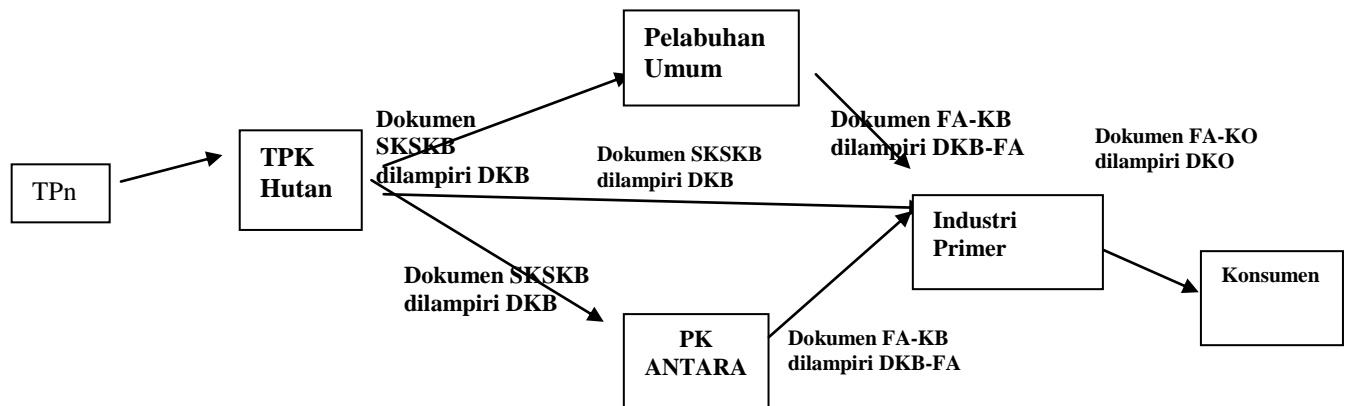 TPn
TPK
Hutan
Dokumen
SKSKB
dilampiri DKB
Pelabuhan
Umum
Dokumen SKSKB
dilampiri DKB
Dokumen SKSKB
dilampiri DKB
PK
ANTARA
Dokumen FA-KB
dilampiri DKB-FA
Dokumen FA-KB
dilampiri DKB-FA
Industri
Primer
Dokumen FA-KO
dilampiri DKO
Konsumen